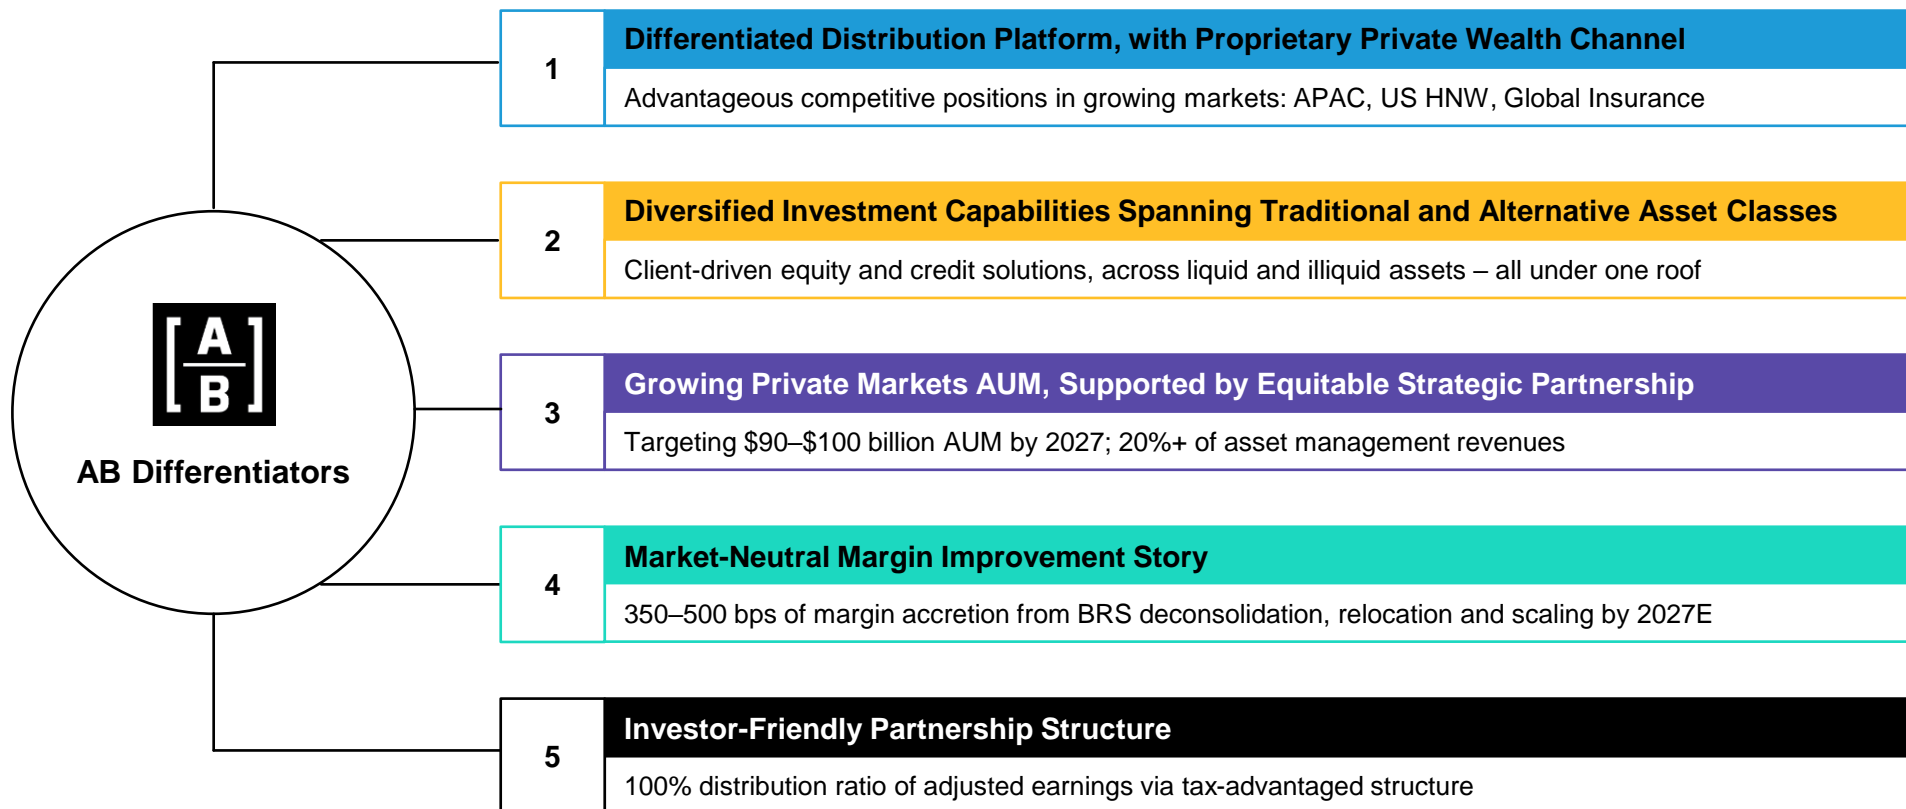 A
B
AB Differentiators
1
Differentiated Distribution Platform, with Proprietary Private Wealth Channel
Advantageous competitive positions in growing markets: APAC, US HNW, Global Insurance
2
Diversified Investment Capabilities Spanning Traditional and Alternative Asset Classes
Client-driven equity and credit solutions, across liquid and illiquid assets – all under one roof
3
Growing Private Markets AUM, Supported by Equitable Strategic Partnership
Targeting $90–$100 billion AUM by 2027; 20%+ of asset management revenues
4
Market-Neutral Margin Improvement Story
350–500 bps of margin accretion from BRS deconsolidation, relocation and scaling by 2027E
5
Investor-Friendly Partnership Structure
100% distribution ratio of adjusted earnings via tax-advantaged structure